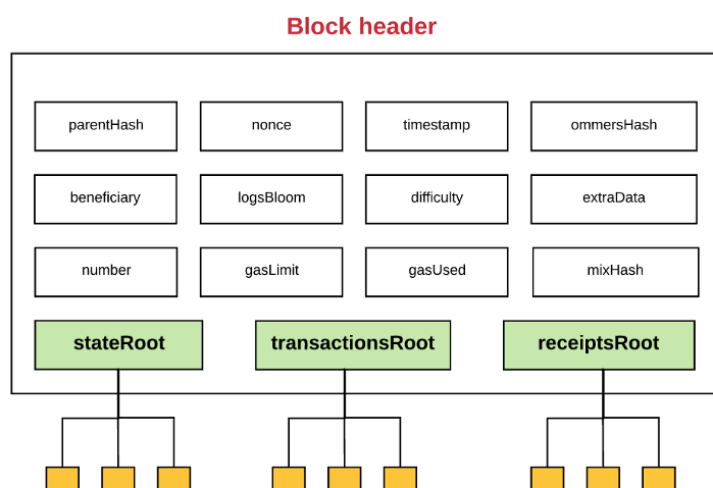 Block header
parentHash
nonce
timestamp
ommersHash
beneficiary
logsBloom
difficulty
extraData
number
gasLimit
gasUsed
mixHash
stateRoot
transactionsRoot
receiptsRoot